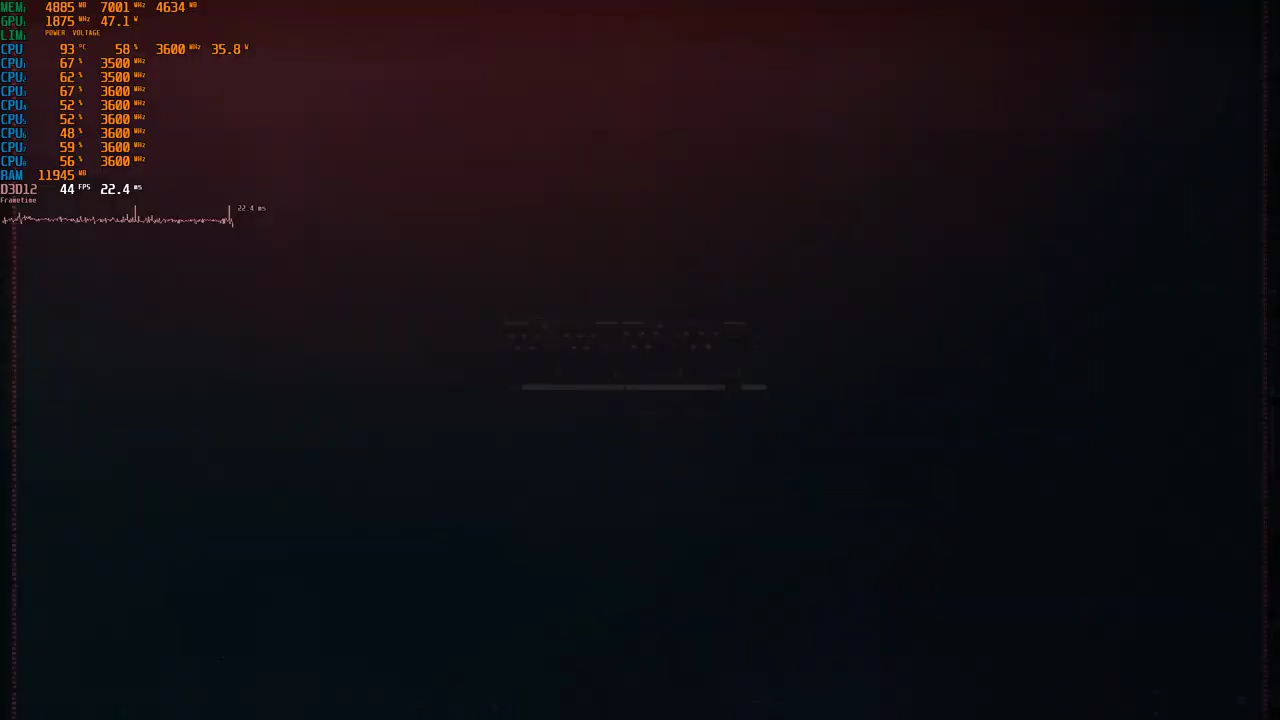 MEM 4885 MB 7001 MHz 4634 MB
GPU 1875 MHz 47.1 W
LIM POWER VOLTAGE
CPU 93 °C 58 % 3600 MHz 35.8 W
CPU 67 % 3500 MHz
CPU 62 % 3500 MHz
CPU 67 % 3600 MHz
CPU 52 % 3600 MHz
CPU 52 % 3600 MHz
CPU 48 % 3600 MHz
CPU 59 % 3600 MHz
CPU 56 % 3600 MHz
RAM 11945 MB
D3D12 44 FPS 22.4 ms
Frametime
22.4 ms